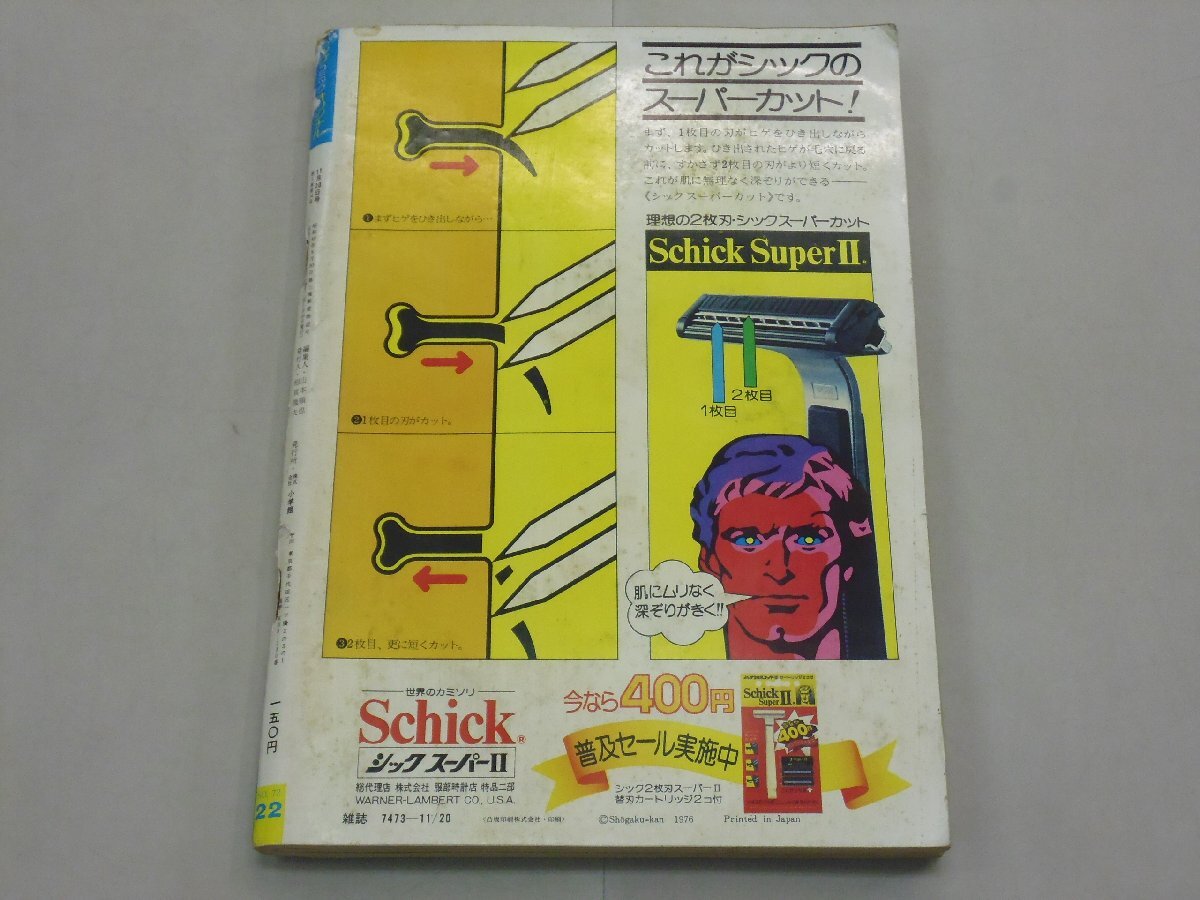 これがシックの
スーパーカット!
まず、1枚目の刃がヒゲをひき出しながら
カットします。ひき出されたヒゲが毛穴に戻る
前に、すかさず2枚目の刃がより短くカット。
これが肌に無理なく深ぞりができる——
《シックスーパーカット》です。
理想の2枚刃・シックスーパーカット
Schick Super II®
1枚目
2枚目
肌にムリなく
深ぞりがきく!!
❶まずヒゲをひき出しながら…
❷1枚目の刃がカット。
❸2枚目、更に短くカット。
世界のカミソリ
Schick®
シック スーパーII
総代理店 株式会社 服部時計店 特品二部
WARNER-LAMBERT CO., U.S.A.
今なら400円
普及セール実施中
シック2枚刃スーパーII
替刃カートリッジ2コ付
Schick
Super II
400
雑誌 7473—11/20
©Shōgaku-kan 1976
Printed in Japan
小学館
一五〇円
22